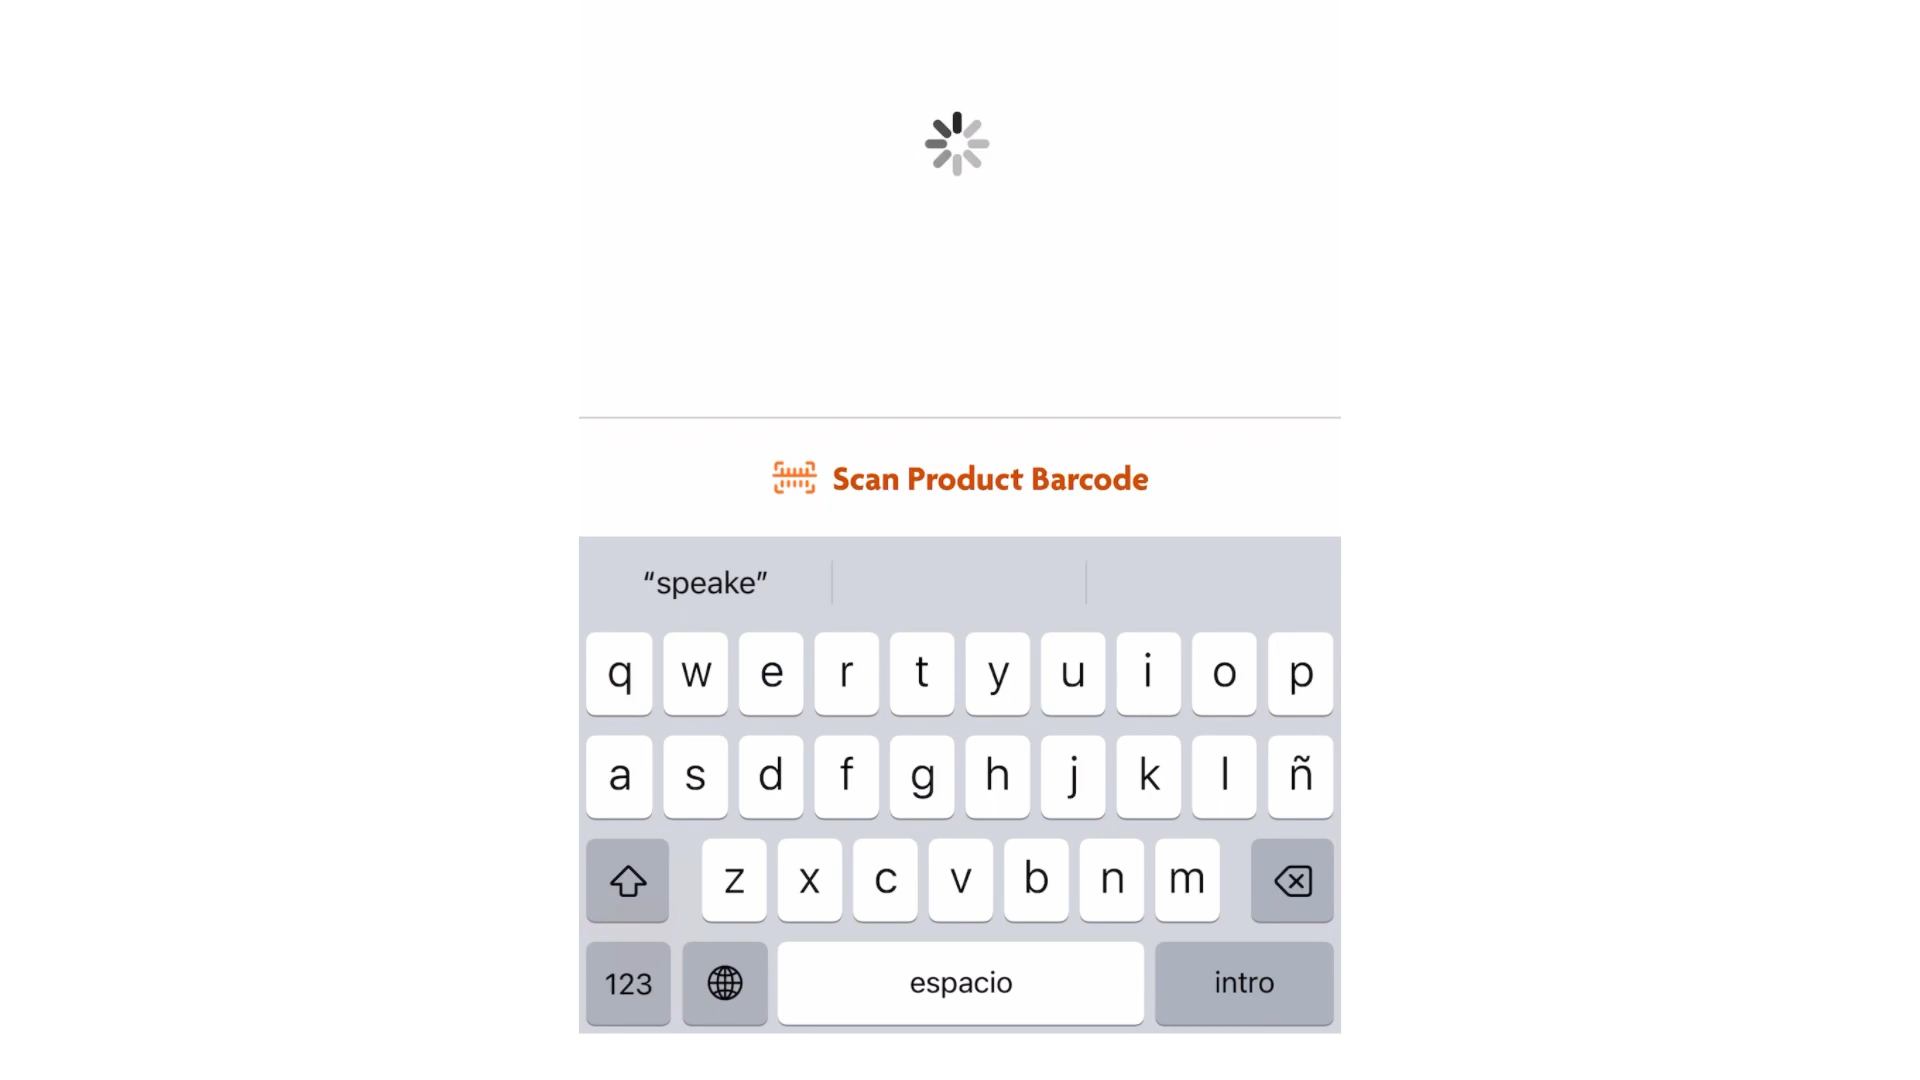 Scan Product Barcode
“speake”
q w e r t y u i o p
a s d f g h j k l ñ
z x c v b n m
123 espacio intro